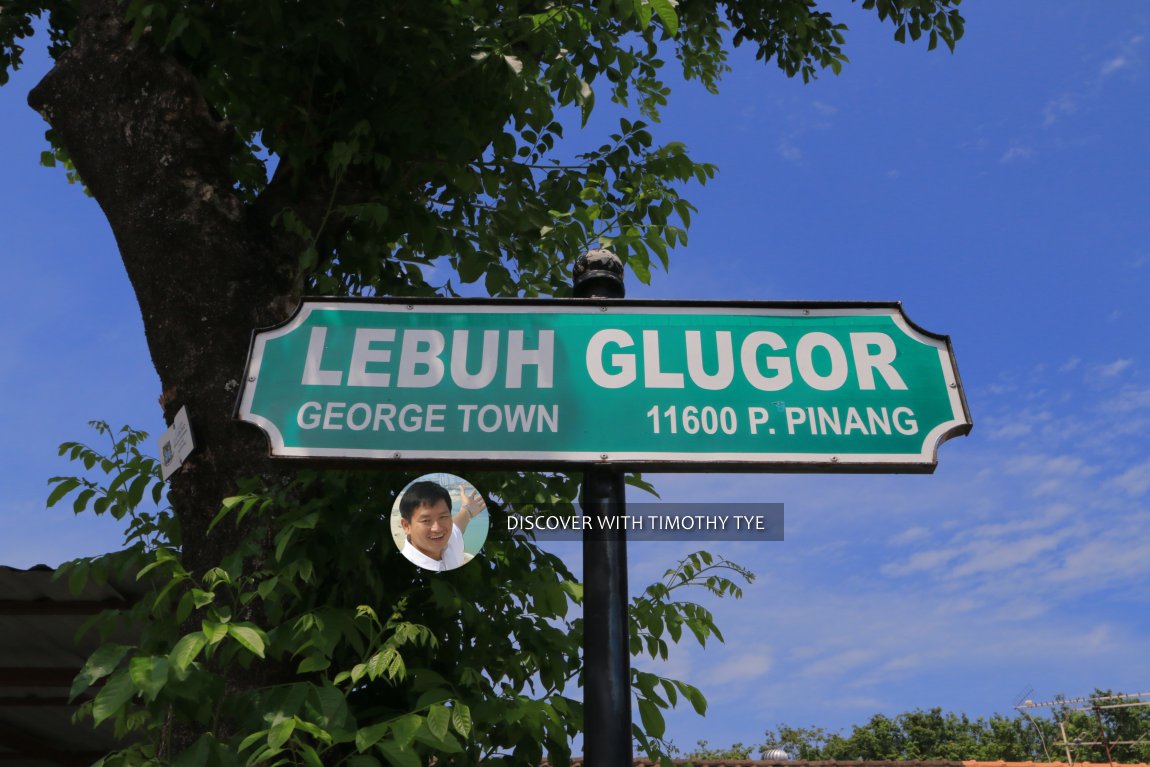 LEBUH GLUGOR
GEORGE TOWN 11600 P. PINANG
DISCOVER WITH TIMOTHY TYE